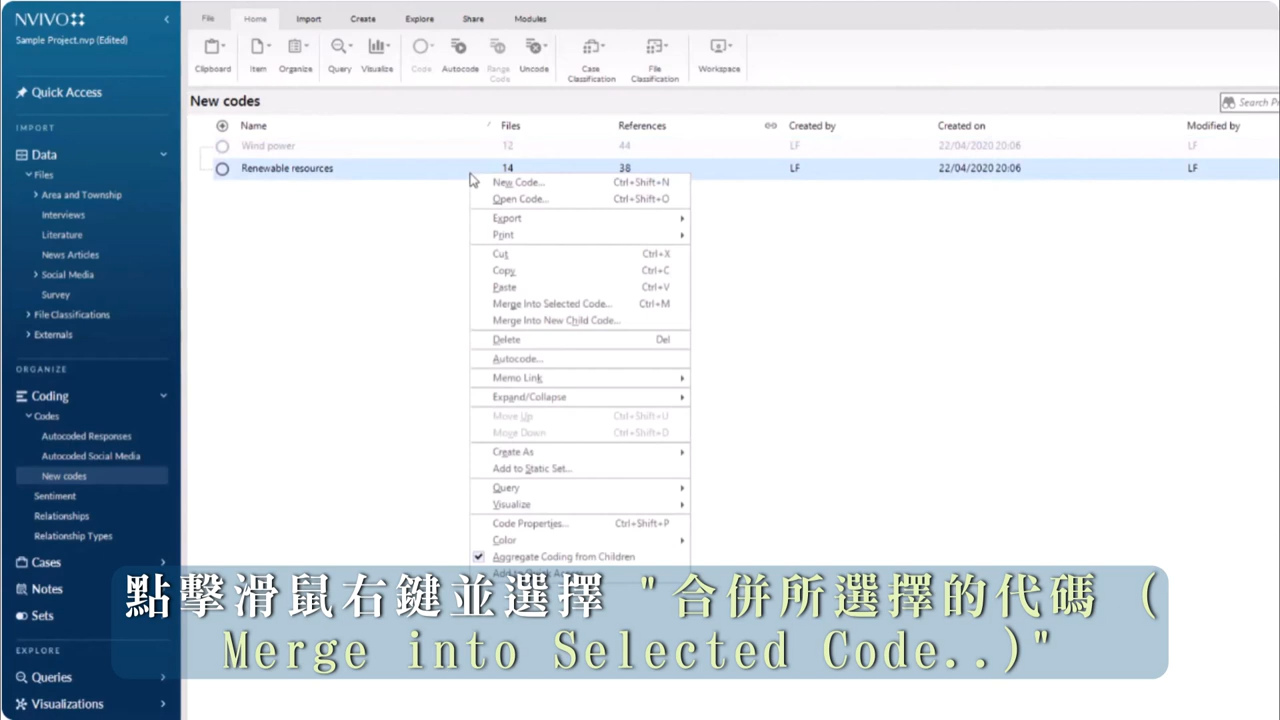 NVIVO
Sample Project.nvp (Edited)
Quick Access
IMPORT
Data
Files
Area and Township
Interviews
Literature
News Articles
Social Media
Survey
File Classifications
Externals
ORGANIZE
Coding
Codes
Autocoded Responses
Autocoded Social Media
New codes
Sentiment
Relationships
Relationship Types
Cases
Notes
Sets
EXPLORE
Queries
Visualizations
File Home Import Create Explore Share Modules
Clipboard Item Organize Query Visualize Code Autocode Range Code Uncode Case Classification File Classification Workspace
New codes
Search Pr
Name Files References Created by Created on Modified by
Wind power 12 44 LF 22/04/2020 20:06 LF
Renewable resources 14 38 LF 22/04/2020 20:06 LF
New Code... Ctrl+Shift+N
Open Code... Ctrl+Shift+O
Export
Print
Cut Ctrl+X
Copy Ctrl+C
Paste Ctrl+V
Merge Into Selected Code... Ctrl+M
Merge Into New Child Code...
Delete Del
Autocode...
Memo Link
Expand/Collapse
Move Up Ctrl+Shift+U
Move Down Ctrl+Shift+D
Create As
Add to Static Set...
Query
Visualize
Code Properties... Ctrl+Shift+P
Color
Aggregate Coding from Children
Add to Quick Access
點擊滑鼠右鍵並選擇 "合併所選擇的代碼 (
Merge into Selected Code..)"